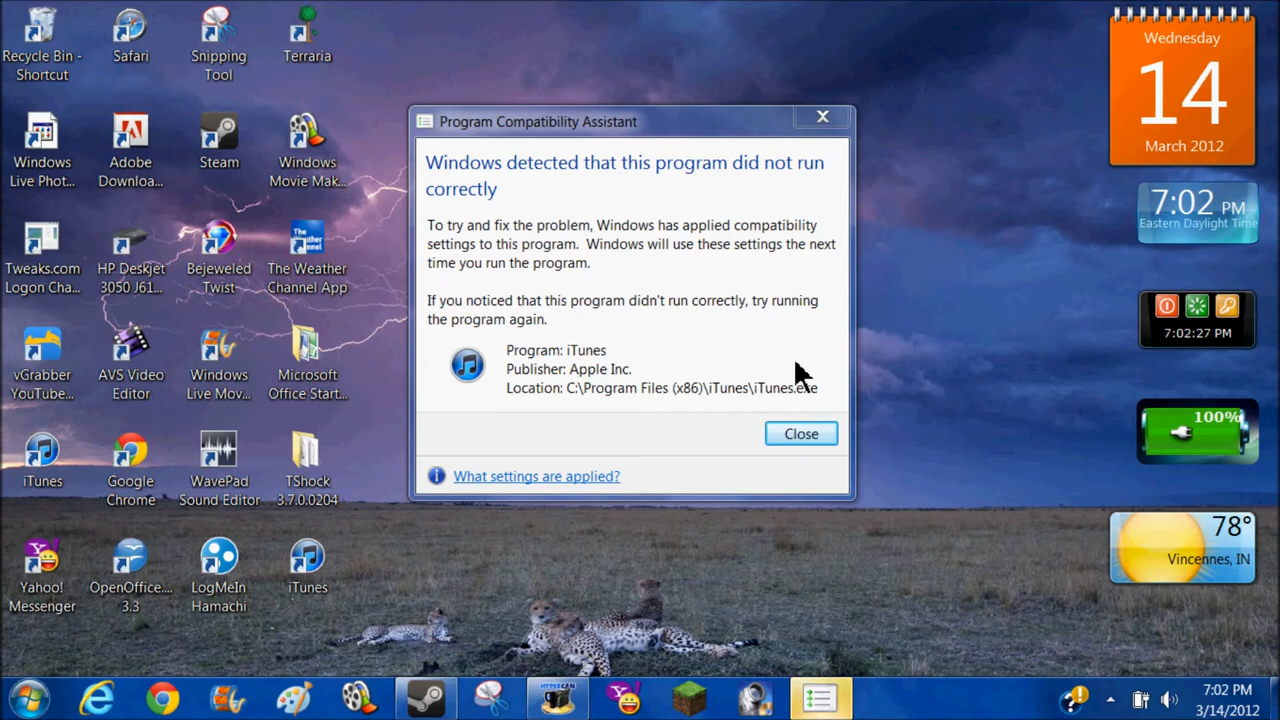 Recycle Bin -
Shortcut
Safari
Snipping
Tool
Terraria
Windows
Live Phot...
Adobe
Downloa...
Steam
Windows
Movie Mak...
Tweaks.com
Logon Cha...
HP Deskjet
3050 J61...
Bejeweled
Twist
The
Weather
Channel
The Weather
Channel App
vGrabber
YouTube...
AVS Video
Editor
Windows
Live Mov...
Microsoft
Office Start...
iTunes
Google
Chrome
WavePad
Sound Editor
TShock
3.7.0.0204
Yahoo!
Messenger
OpenOffice....
3.3
LogMeIn
Hamachi
iTunes
Program Compatibility Assistant
Windows detected that this program did not run
correctly
To try and fix the problem, Windows has applied compatibility
settings to this program. Windows will use these settings the next
time you run the program.
If you noticed that this program didn't run correctly, try running
the program again.
Program: iTunes
Publisher: Apple Inc.
Location: C:\Program Files (x86)\iTunes\iTunes.exe
Close
What settings are applied?
Wednesday
14
March 2012
7:02 PM
Eastern Daylight Time
7:02:27 PM
100%
78°
Vincennes, IN
HYPERCAM
7:02 PM
3/14/2012